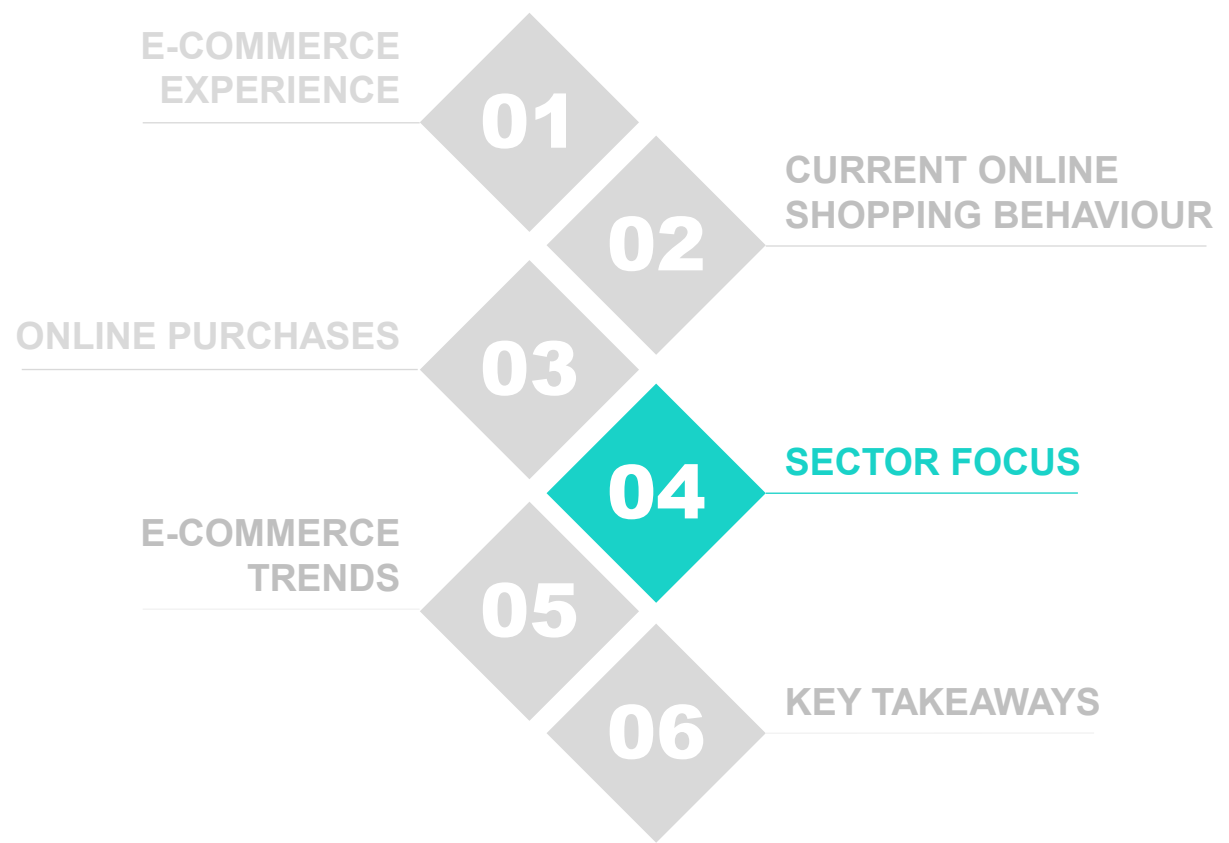 E-COMMERCE
EXPERIENCE
01
CURRENT ONLINE
SHOPPING BEHAVIOUR
02
ONLINE PURCHASES
03
SECTOR FOCUS
04
E-COMMERCE
TRENDS
05
KEY TAKEAWAYS
06